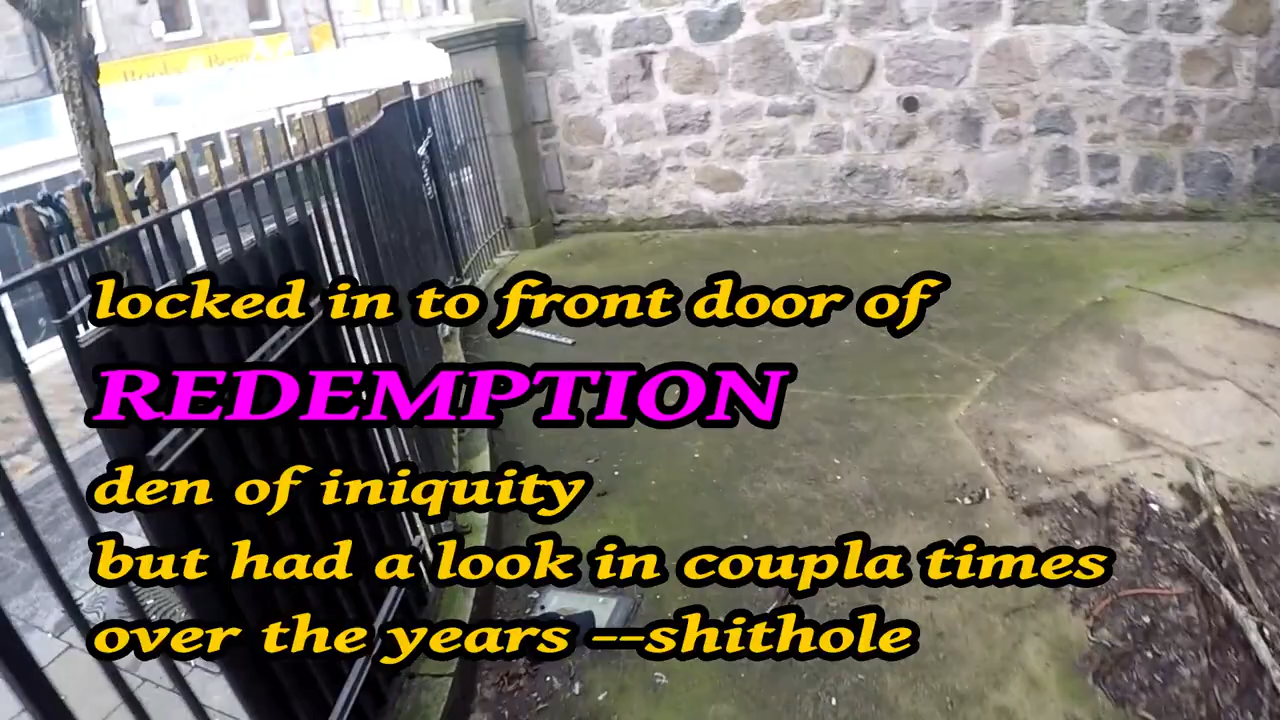 locked in to front door of
REDEMPTION
den of iniquity
but had a look in coupla times
over the years --shithole